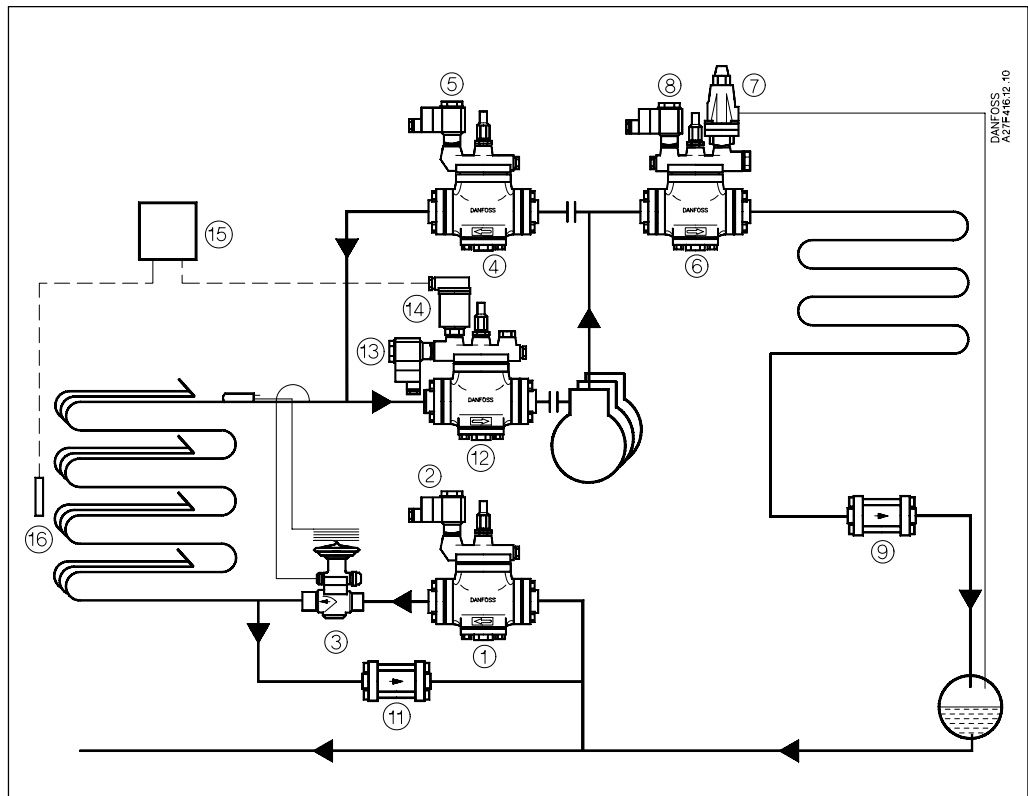 ⑤
⑧
⑦
DANFOSS
A27F416.12.10
DANFOSS
DANFOSS
⑮
④
⑥
⑭
⑬
DANFOSS
⑫
②
⑯
⑨
DANFOSS
③
①
⑪